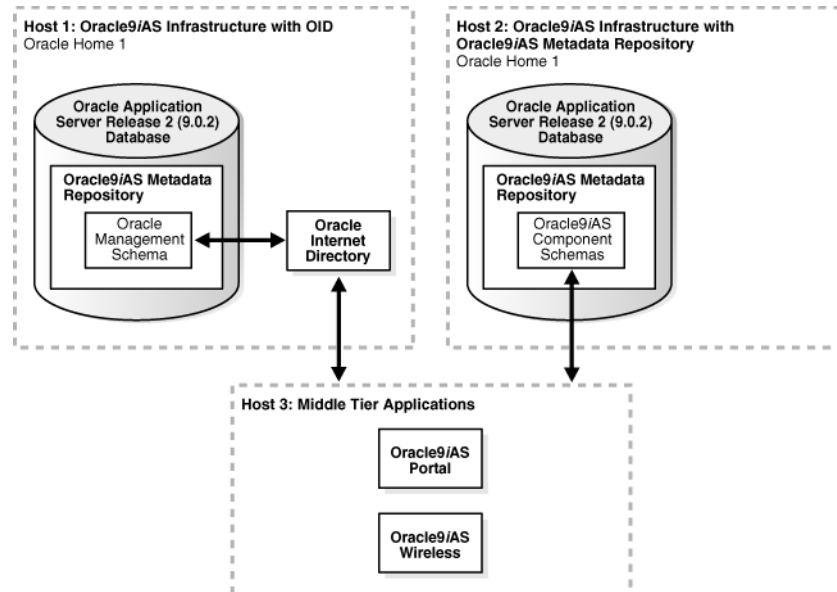 Host 1: Oracle9iAS Infrastructure with OID
Oracle Home 1
Oracle Application
Server Release 2 (9.0.2)
Database
Oracle9iAS Metadata
Repository
Oracle
Management
Schema
Oracle
Internet
Directory
Host 2: Oracle9iAS Infrastructure with
Oracle9iAS Metadata Repository
Oracle Home 1
Oracle Application
Server Release 2 (9.0.2)
Database
Oracle9iAS Metadata
Repository
Oracle9iAS
Component
Schemas
Host 3: Middle Tier Applications
Oracle9iAS
Portal
Oracle9iAS
Wireless